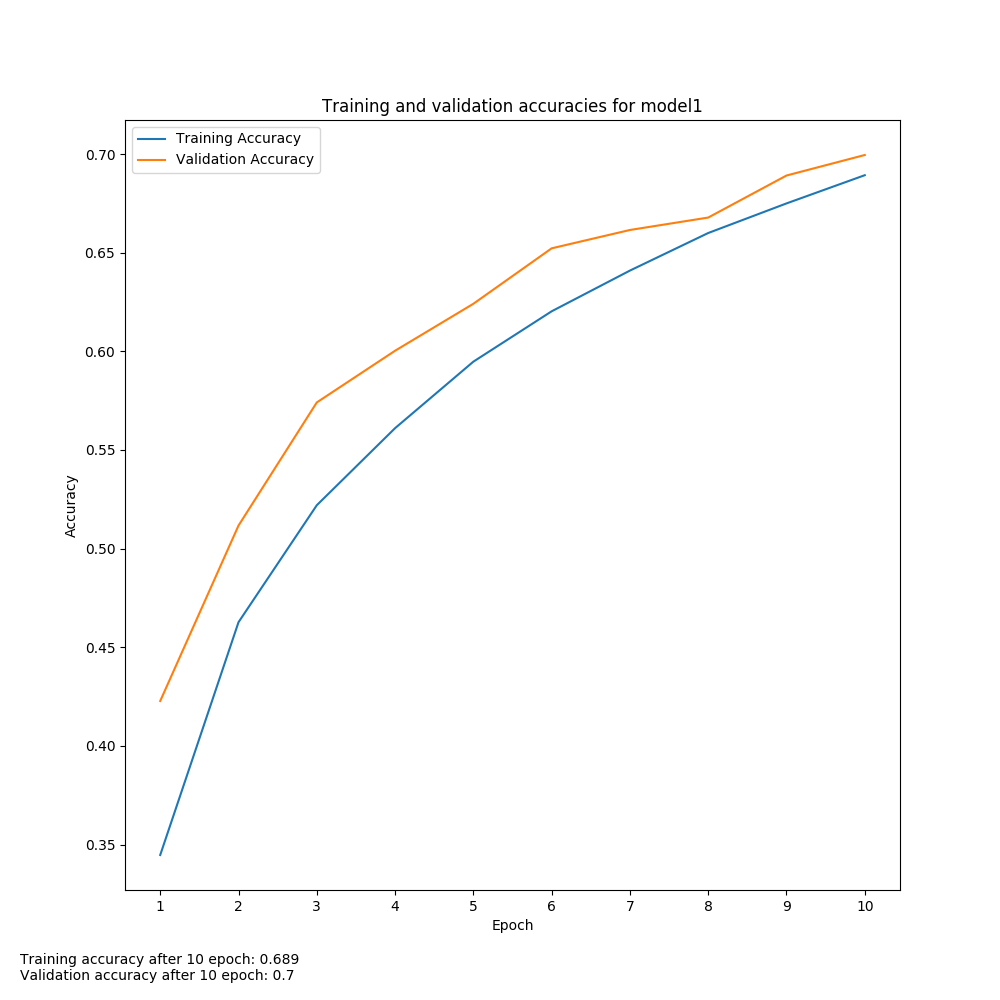 Training and validation accuracies for model1
Training Accuracy
Validation Accuracy
0.70
0.65
0.60
0.55
0.50
0.45
0.40
0.35
Accuracy
1 2 3 4 5 6 7 8 9 10
Epoch
Training accuracy after 10 epoch: 0.689
Validation accuracy after 10 epoch: 0.7